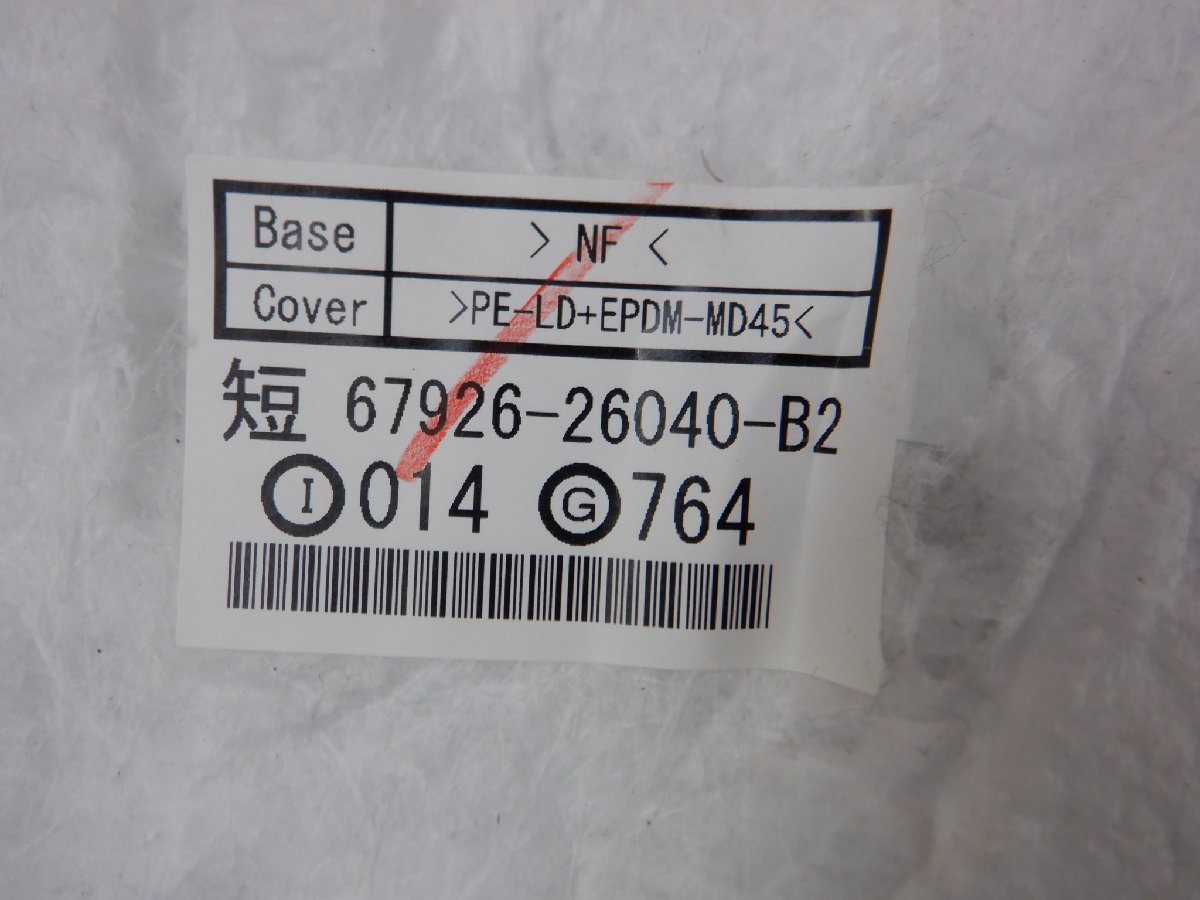 Base > NF <
Cover >PE-LD+EPDM-MD45<
短 67926-26040-B2
Ⓘ014 Ⓖ764